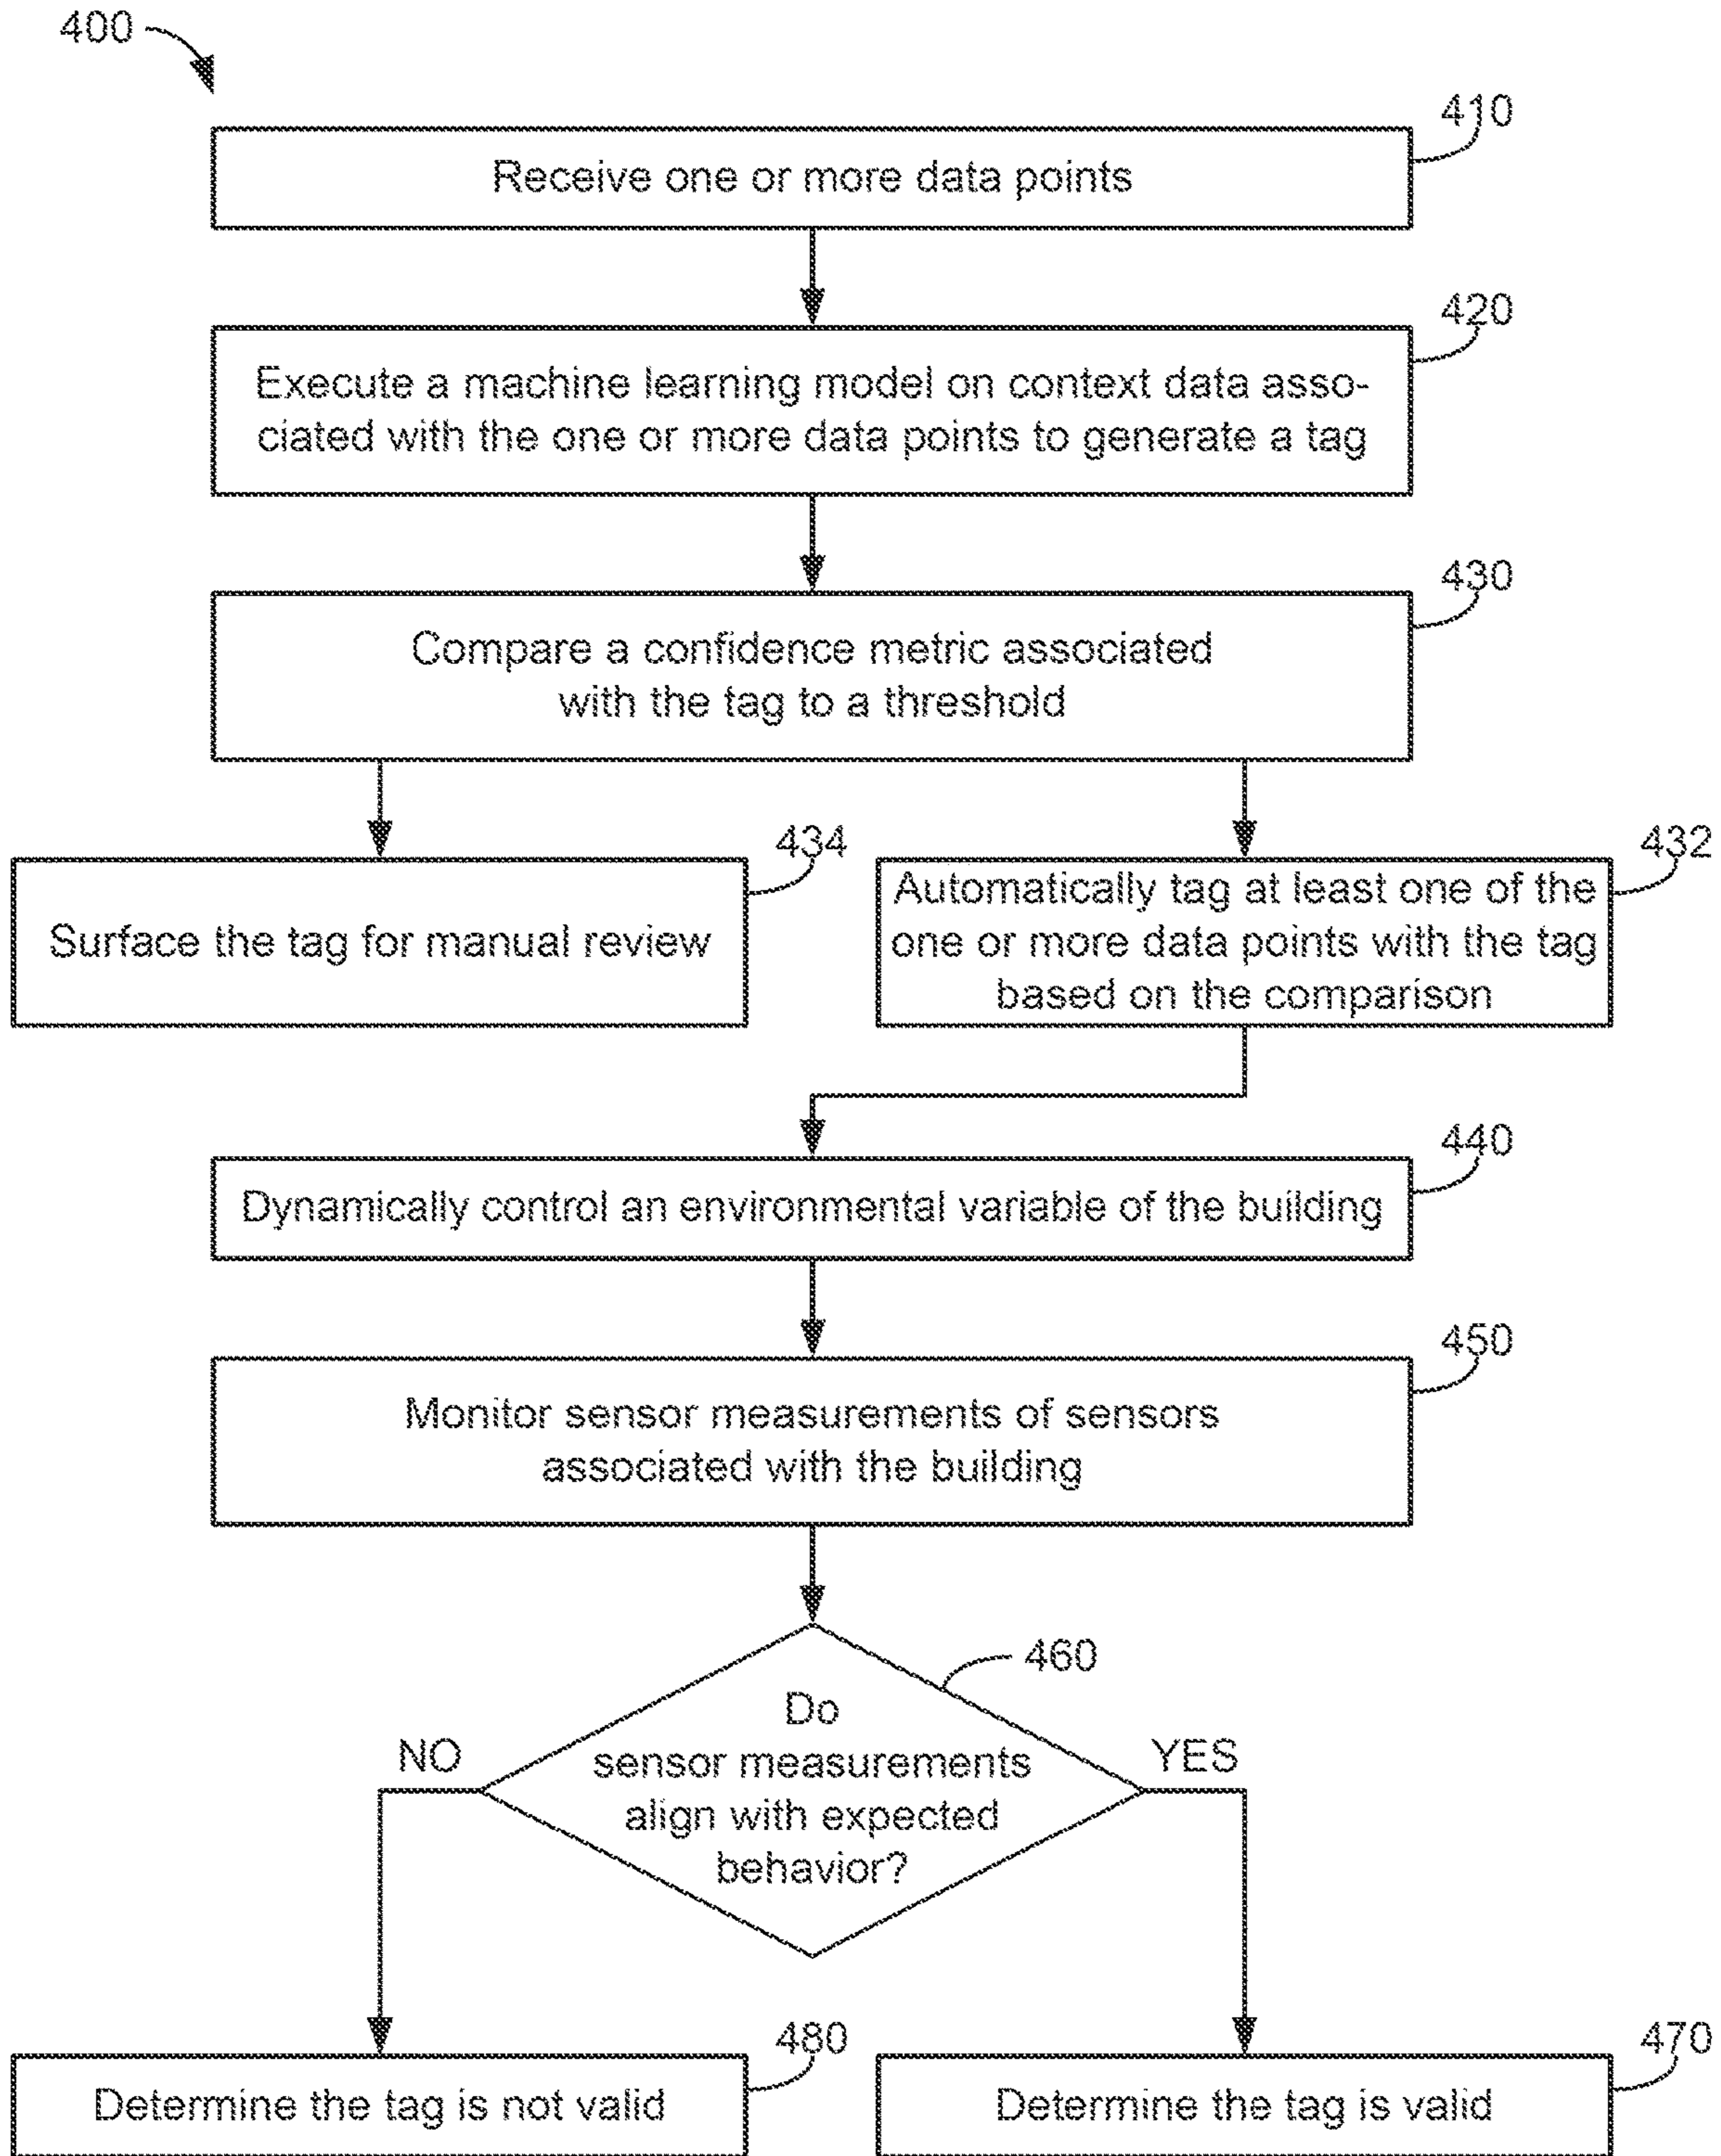 400
410
Receive one or more data points
420
Execute a machine learning model on context data asso-
ciated with the one or more data points to generate a tag
430
Compare a confidence metric associated
with the tag to a threshold
434
Surface the tag for manual review
432
Automatically tag at least one of the
one or more data points with the tag
based on the comparison
440
Dynamically control an environmental variable of the building
450
Monitor sensor measurements of sensors
associated with the building
460
Do
sensor measurements
align with expected
behavior?
NO
YES
480
Determine the tag is not valid
470
Determine the tag is valid